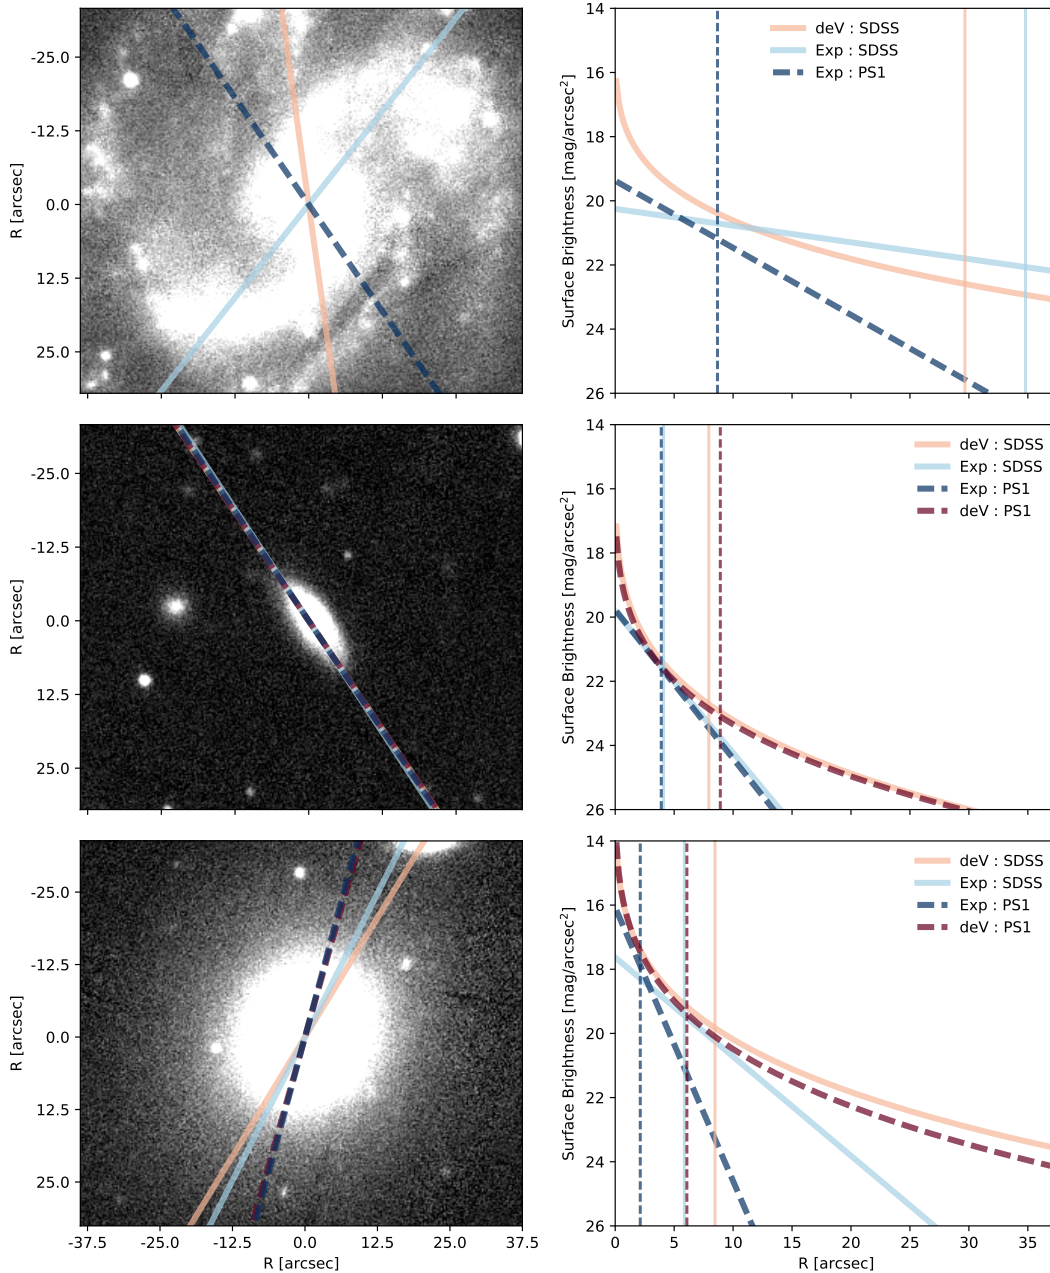 -25.0
-12.5
0.0
12.5
25.0
R [arcsec]
14
16
18
20
22
24
26
Surface Brightness [mag/arcsec²]
deV : SDSS
Exp : SDSS
Exp : PS1
-25.0
-12.5
0.0
12.5
25.0
R [arcsec]
14
16
18
20
22
24
26
Surface Brightness [mag/arcsec²]
deV : SDSS
Exp : SDSS
Exp : PS1
deV : PS1
-25.0
-12.5
0.0
12.5
25.0
R [arcsec]
-37.5 -25.0 -12.5 0.0 12.5 25.0 37.5
R [arcsec]
14
16
18
20
22
24
26
Surface Brightness [mag/arcsec²]
deV : SDSS
Exp : SDSS
Exp : PS1
deV : PS1
0 5 10 15 20 25 30 35
R [arcsec]